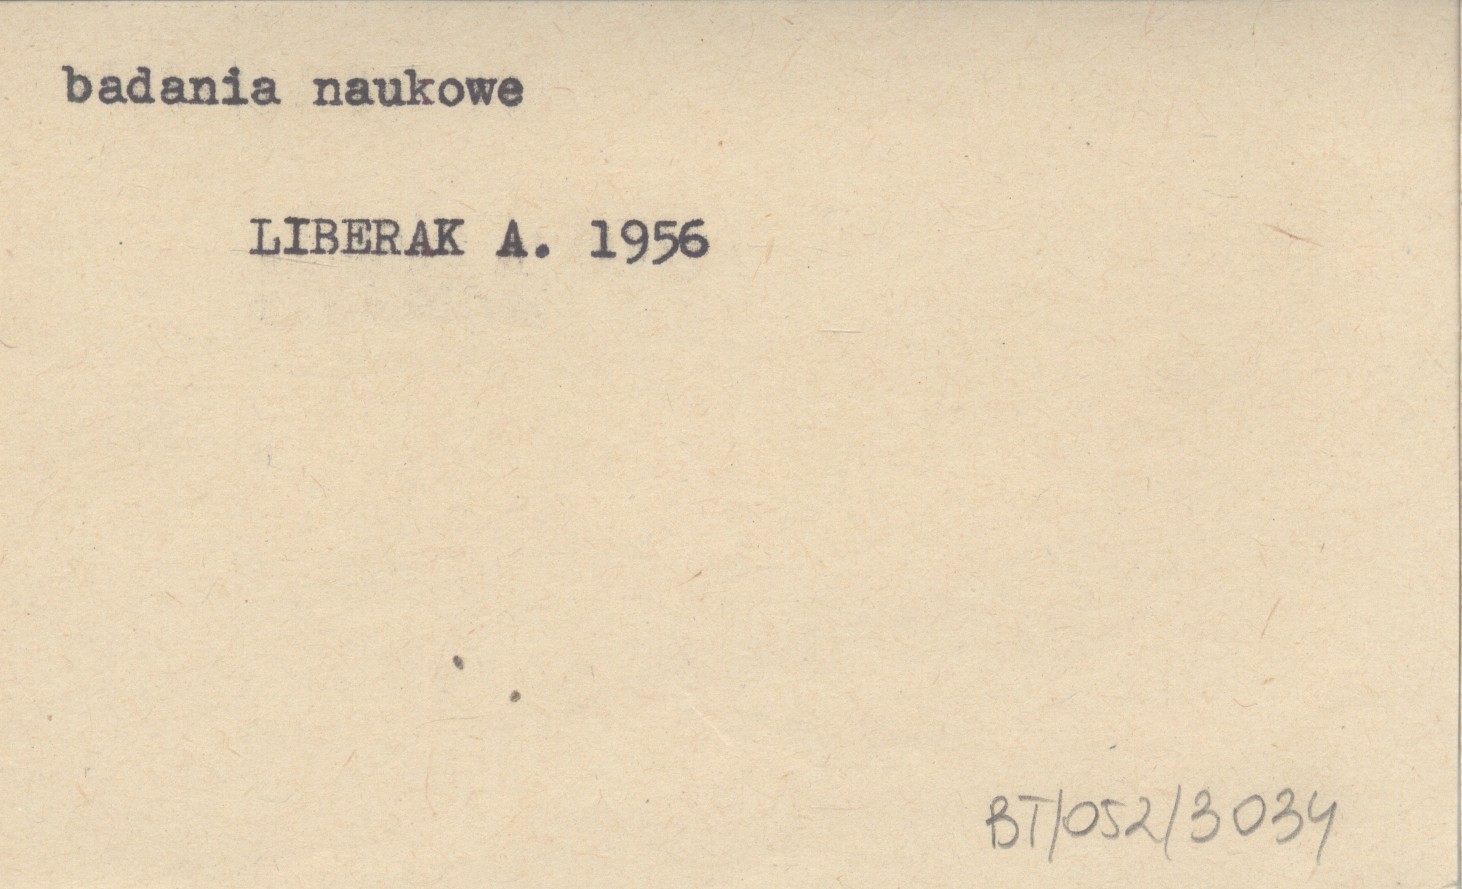 badania naukowe
LIBERAK A. 1956
BT/052/3034